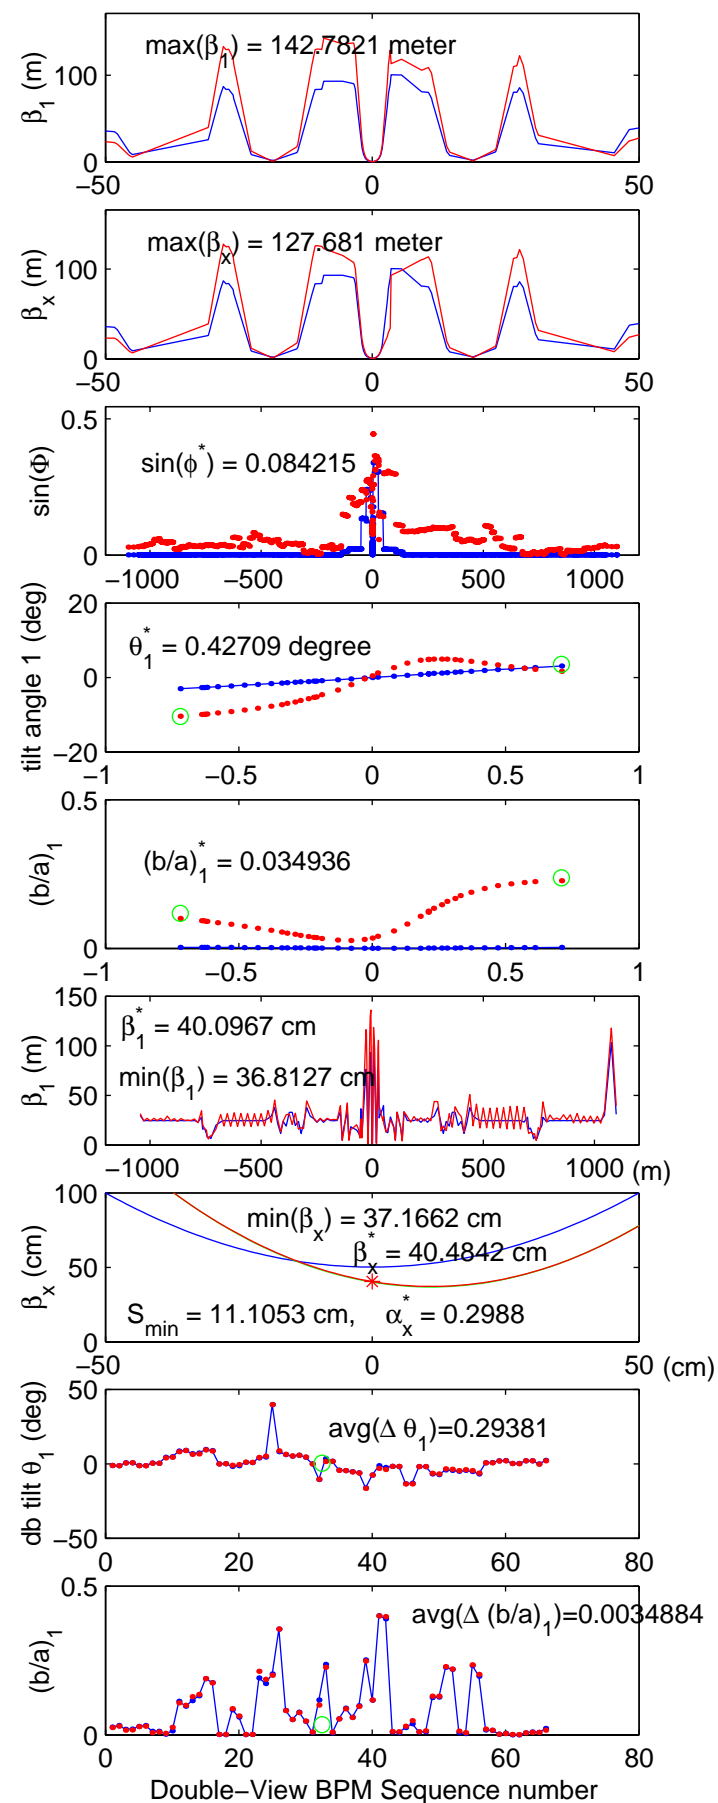 max(β1) = 142.7821 meter
β1 (m)
100
0
−50
0
50
max(βx) = 127.681 meter
βx (m)
100
0
−50
0
50
0.5
sin(ϕ*) = 0.084215
sin(Φ)
0
−1000
−500
0
500
1000
20
θ1* = 0.42709 degree
tilt angle 1 (deg)
0
−20
−1
−0.5
0
0.5
1
0.5
(b/a)1* = 0.034936
(b/a)1
0
−1
−0.5
0
0.5
1
150
β1* = 40.0967 cm
100
β1 (m)
min(β1) = 36.8127 cm
50
0
−1000
−500
0
500
1000
(m)
100
min(βx) = 37.1662 cm
βx* = 40.4842 cm
βx (cm)
50
Smin = 11.1053 cm, αx* = 0.2988
0
−50
0
50
(cm)
50
avg(Δ θ1)=0.29381
db tilt θ1 (deg)
0
−50
0
20
40
60
80
0.5
avg(Δ (b/a)1)=0.0034884
(b/a)1
0
0
20
40
60
80
Double−View BPM Sequence number